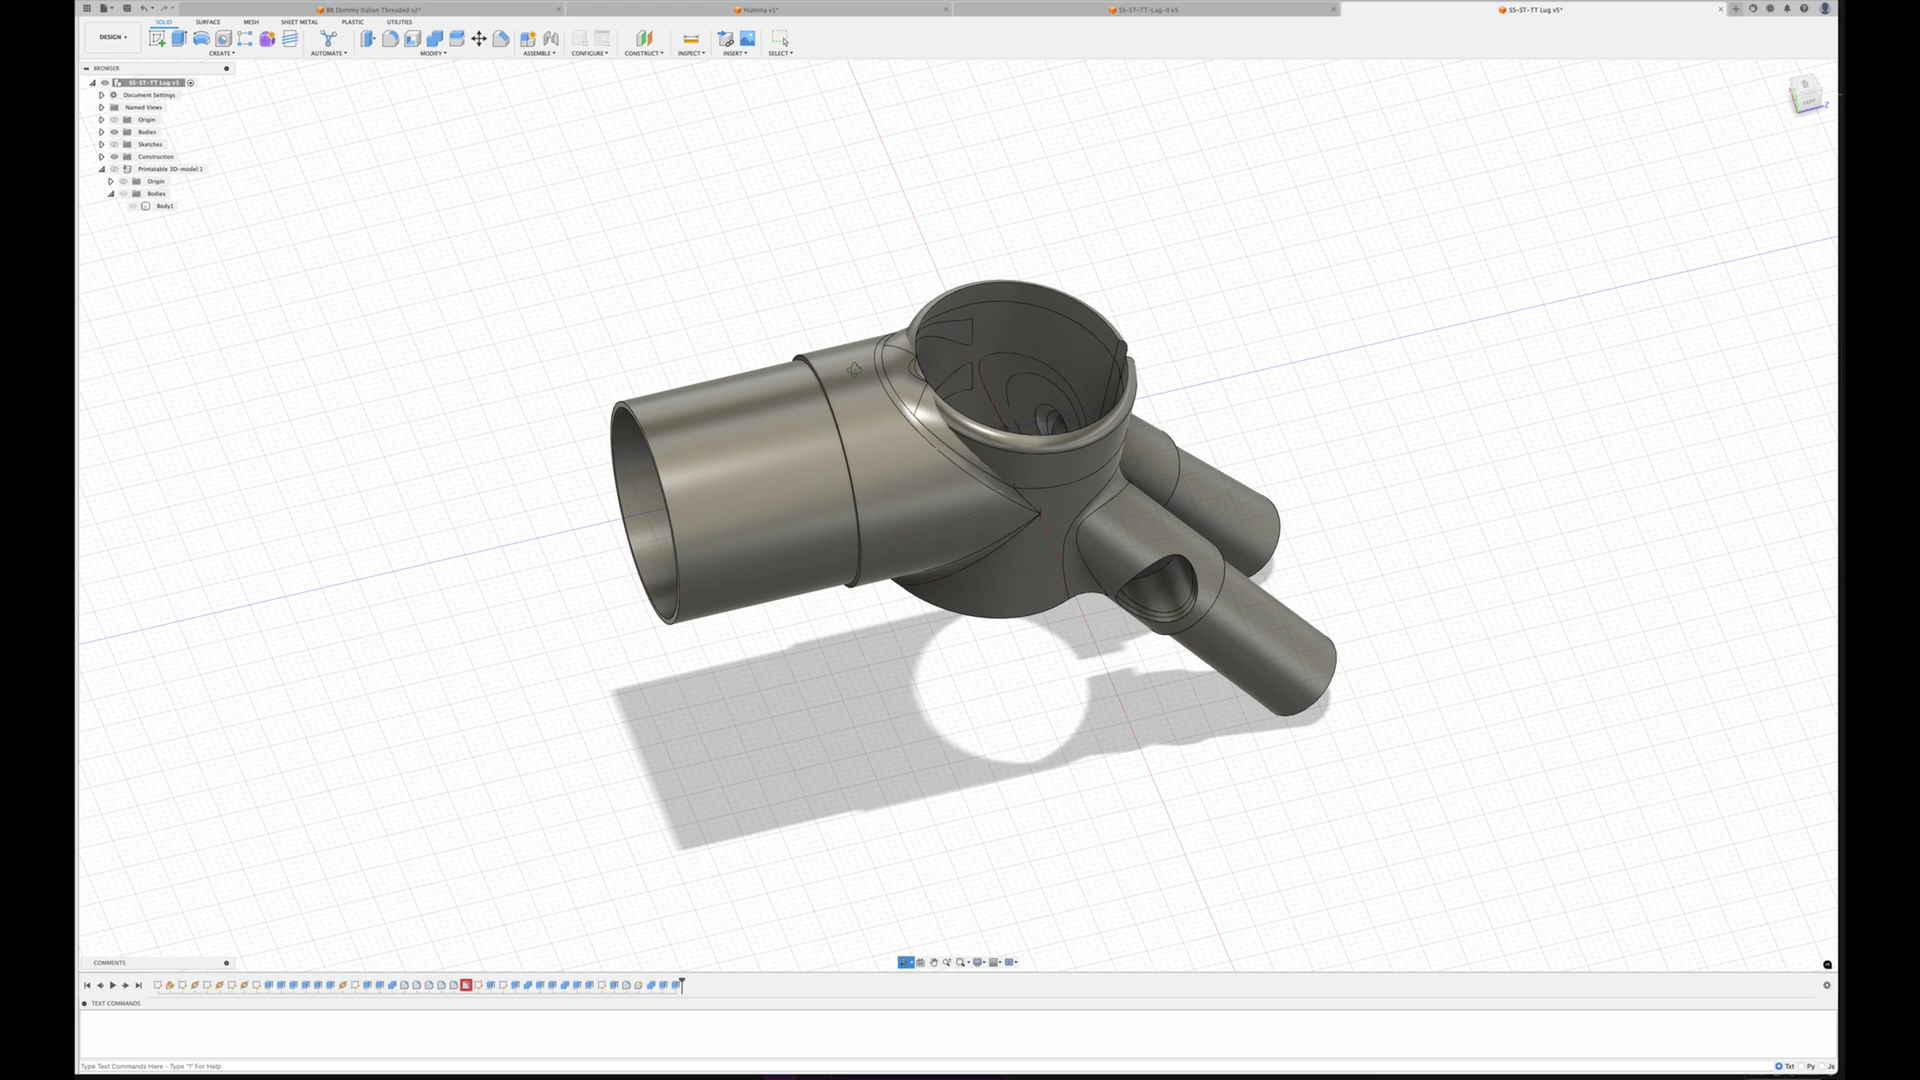 BB Dummy Italian Threaded v2*
Humina v1*
SS-ST-TT-Lug-II v5
SS-ST-TT Lug v5*
SOLID SURFACE MESH SHEET METAL PLASTIC UTILITIES
DESIGN
CREATE AUTOMATE MODIFY ASSEMBLE CONFIGURE CONSTRUCT INSPECT INSERT SELECT
BROWSER
SS-ST-TT Lug v5
Document Settings
Named Views
Origin
Bodies
Sketches
Construction
Printatable 3D-model:1
Origin
Bodies
Body1
LEFT
Z
COMMENTS
TEXT COMMANDS
Type Text Commands Here - Type '?' For Help
Txt Py Js